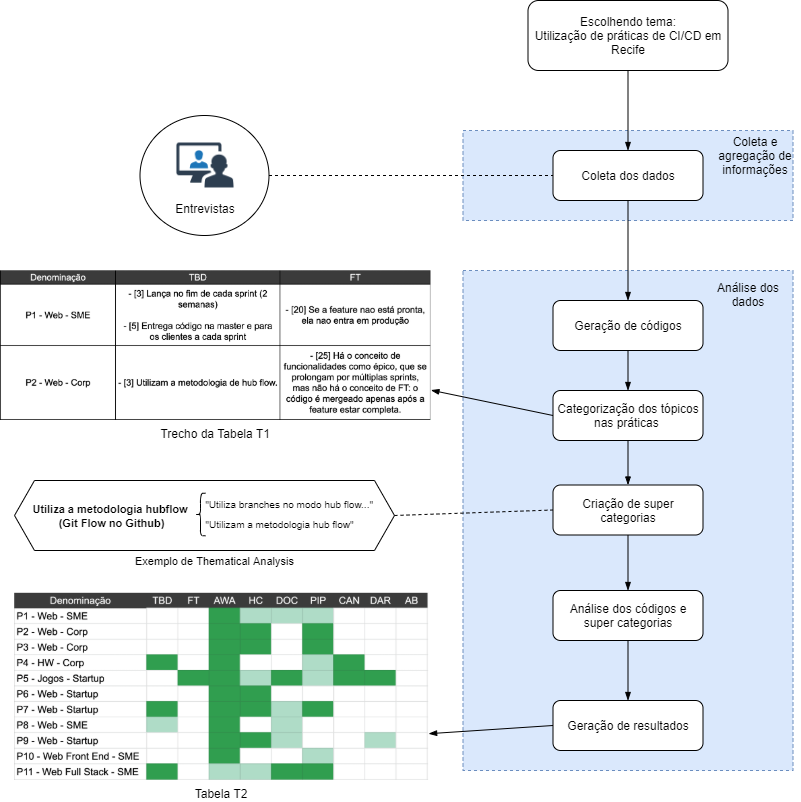 Escolhendo tema:
Utilização de práticas de CI/CD em
Recife
Coleta e
agregação de
informações
Coleta dos dados
Entrevistas
Denominação TBD FT
P1 - Web - SME
- [3] Lança no fim de cada sprint (2
semanas)
- [5] Entrega código na master e para
os clientes a cada sprint
- [20] Se a feature nao está pronta,
ela nao entra em produção
P2 - Web - Corp
- [3] Utilizam a metodologia de hub flow.
- [25] Há o conceito de
funcionalidades como épico, que se
prolongam por múltiplas sprints,
mas não há o conceito de FT: o
código é mergeado apenas após a
feature estar completa.
Trecho da Tabela T1
Análise dos
dados
Geração de códigos
Categorização dos tópicos
nas práticas
Utiliza a metodologia hubflow
(Git Flow no Github)
"Utiliza branches no modo hub flow..."
"Utilizam a metodologia hub flow"
Exemplo de Thematical Analysis
Criação de super
categorias
Análise dos códigos e
super categorias
Geração de resultados
Denominação TBD FT AWA HC DOC PIP CAN DAR AB
P1 - Web - SME
P2 - Web - Corp
P3 - Web - Corp
P4 - HW - Corp
P5 - Jogos - Startup
P6 - Web - Startup
P7 - Web - Startup
P8 - Web - SME
P9 - Web - Startup
P10 - Web Front End - SME
P11 - Web Full Stack - SME
Tabela T2